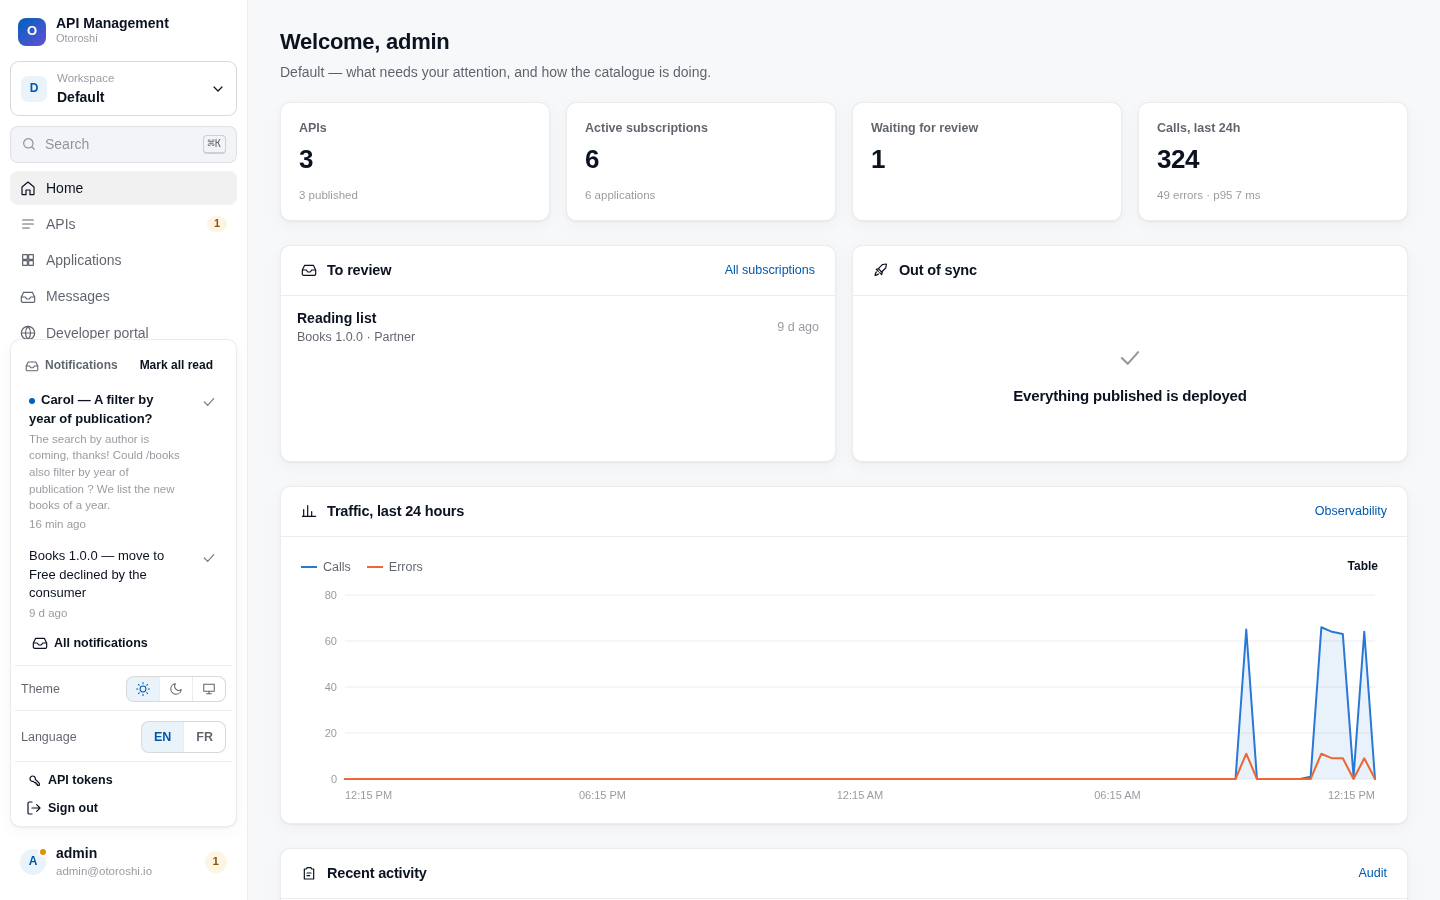 O
API Management
Otoroshi
D
Workspace
Default
Search
⌘K
Home
APIs
1
Applications
Messages
Developer portal
Notifications
Mark all read
Carol — A filter by
year of publication?
The search by author is
coming, thanks! Could /books
also filter by year of
publication ? We list the new
books of a year.
16 min ago
Books 1.0.0 — move to
Free declined by the
consumer
9 d ago
All notifications
Theme
Language
EN
FR
API tokens
Sign out
A
admin
admin@otoroshi.io
1
Welcome, admin
Default — what needs your attention, and how the catalogue is doing.
APIs
3
3 published
Active subscriptions
6
6 applications
Waiting for review
1
Calls, last 24h
324
49 errors · p95 7 ms
To review
All subscriptions
Reading list
Books 1.0.0 · Partner
9 d ago
Out of sync
Everything published is deployed
Traffic, last 24 hours
Observability
Calls
Errors
Table
80
60
40
20
0
12:15 PM
06:15 PM
12:15 AM
06:15 AM
12:15 PM
Recent activity
Audit